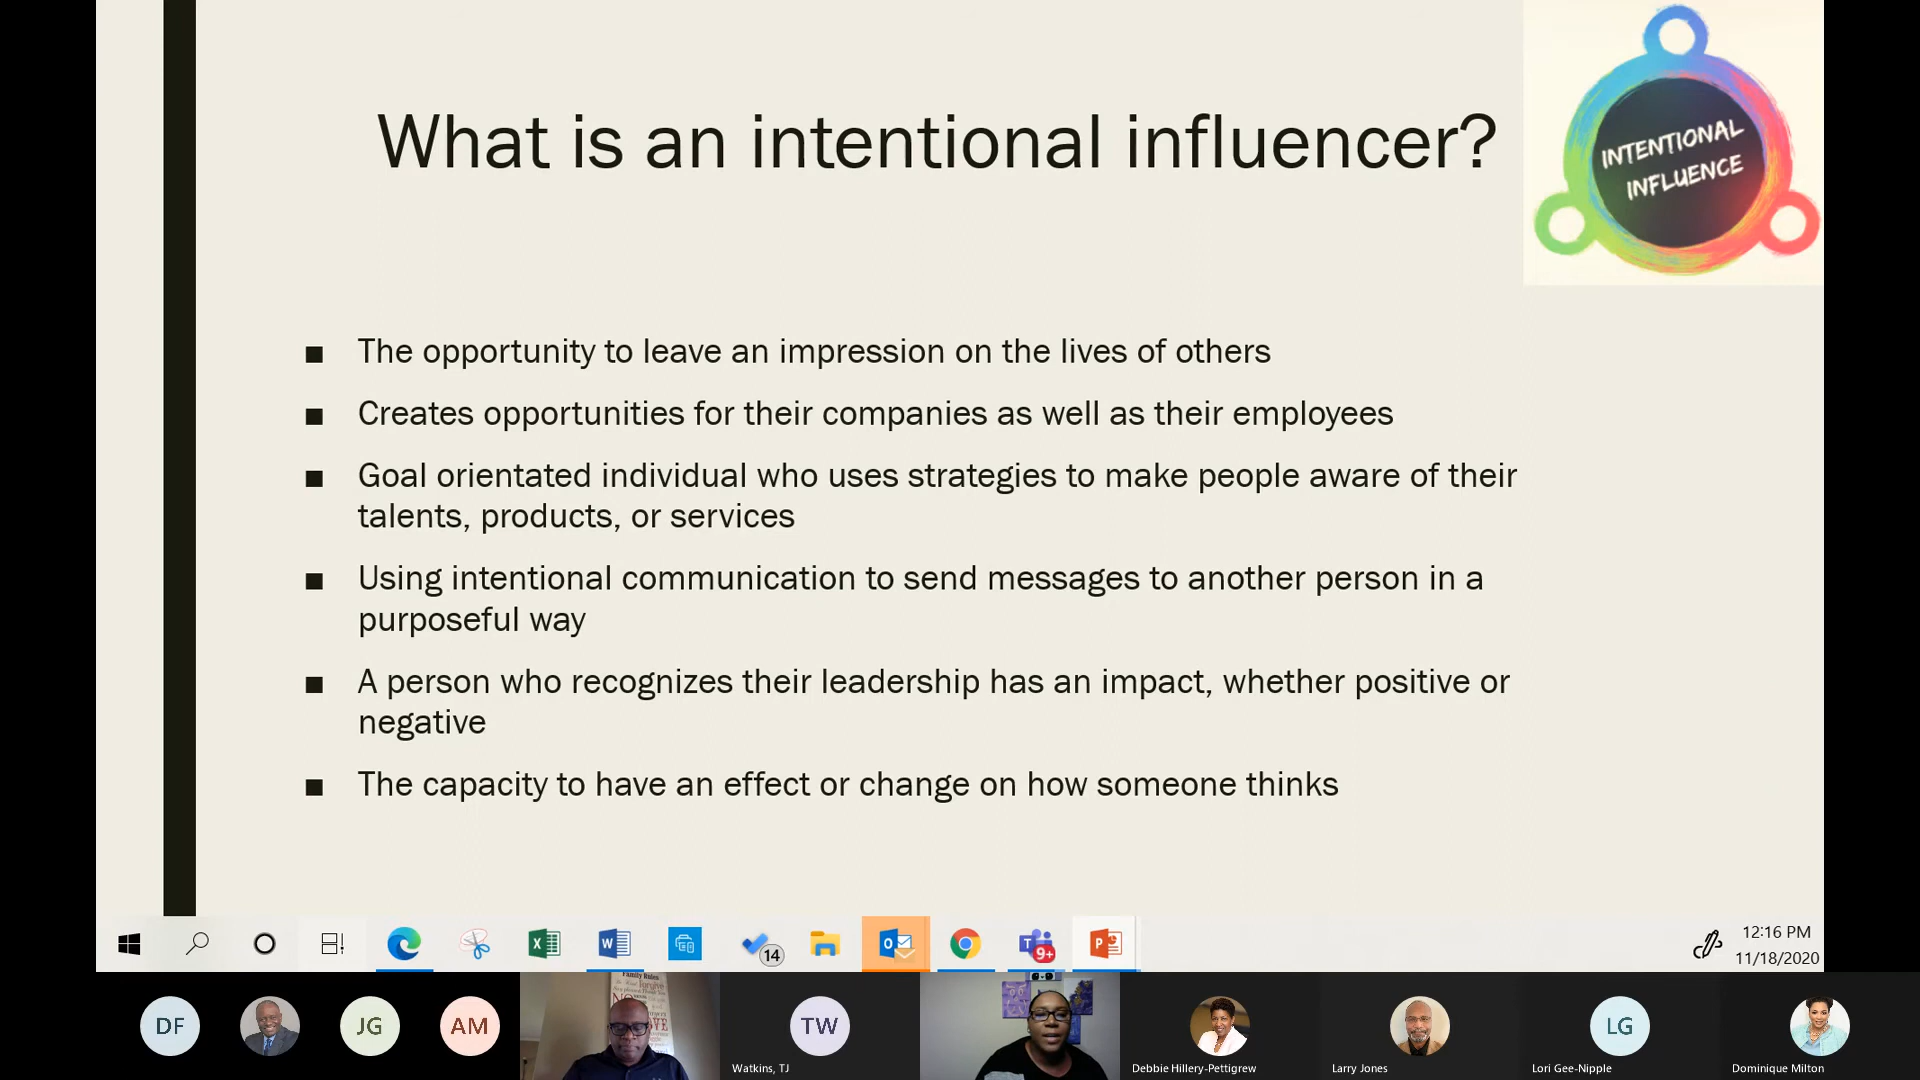 What is an intentional influencer?
INTENTIONAL
INFLUENCE
■ The opportunity to leave an impression on the lives of others
■ Creates opportunities for their companies as well as their employees
■ Goal orientated individual who uses strategies to make people aware of their
talents, products, or services
■ Using intentional communication to send messages to another person in a
purposeful way
■ A person who recognizes their leadership has an impact, whether positive or
negative
■ The capacity to have an effect or change on how someone thinks
14
9+
12:16 PM
11/18/2020
DF
JG
AM
Family Rules
TW
LG
Watkins, TJ
Debbie Hillery-Pettigrew
Larry Jones
Lori Gee-Nipple
Dominique Milton